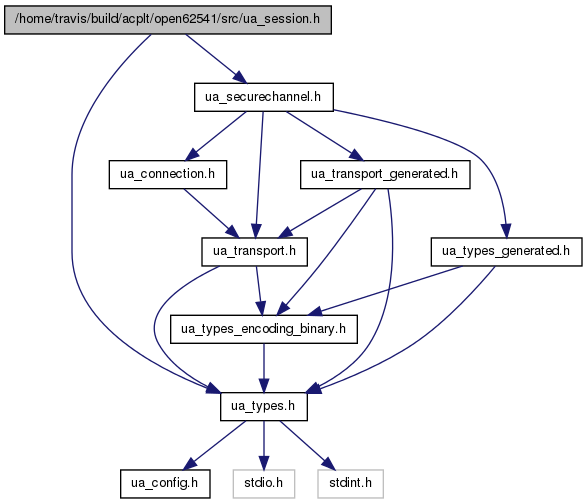 /home/travis/build/acplt/open62541/src/ua_session.h
ua_securechannel.h
ua_connection.h
ua_transport_generated.h
ua_transport.h
ua_types_generated.h
ua_types_encoding_binary.h
ua_types.h
ua_config.h
stdio.h
stdint.h